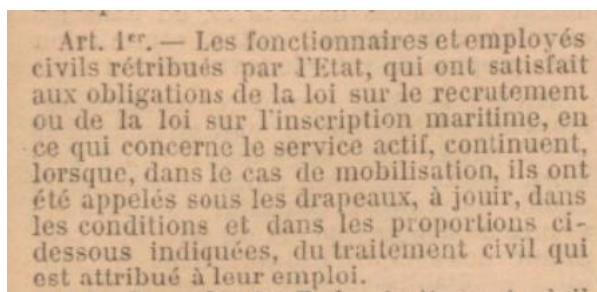 Art. 1er. — Les fonctionnaires et employés
civils rétribués par l'Etat, qui ont satisfait
aux obligations de la loi sur le recrutement
ou de la loi sur l'inscription maritime, en
ce qui concerne le service actif, continuent,
lorsque, dans le cas de mobilisation, ils ont
été appelés sous les drapeaux, à jouir, dans
les conditions et dans les proportions ci-
dessous indiquées, du traitement civil qui
est attribué à leur emploi.